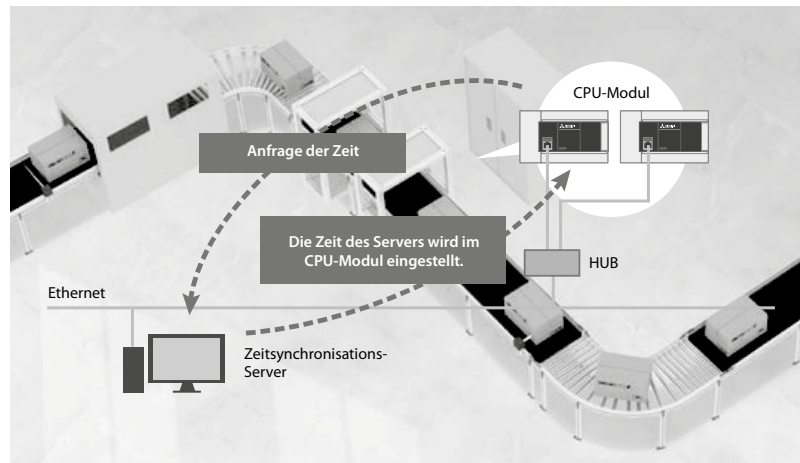 CPU-Modul
Anfrage der Zeit
Die Zeit des Servers wird im
CPU-Modul eingestellt.
HUB
Ethernet
Zeitsynchronisations-
Server